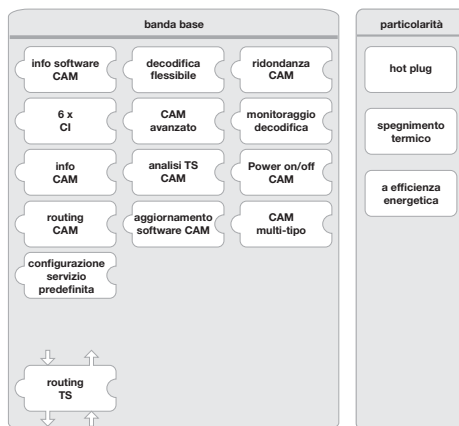 banda base
info software
CAM
decodifica
flessibile
ridondanza
CAM
6 x
CI
CAM
avanzato
monitoraggio
decodifica
info
CAM
analisi TS
CAM
Power on/off
CAM
routing
CAM
aggiornamento
software CAM
CAM
multi-tipo
configurazione
servizio
predefinita
routing
TS
particolarità
hot plug
spegnimento
termico
a efficienza
energetica